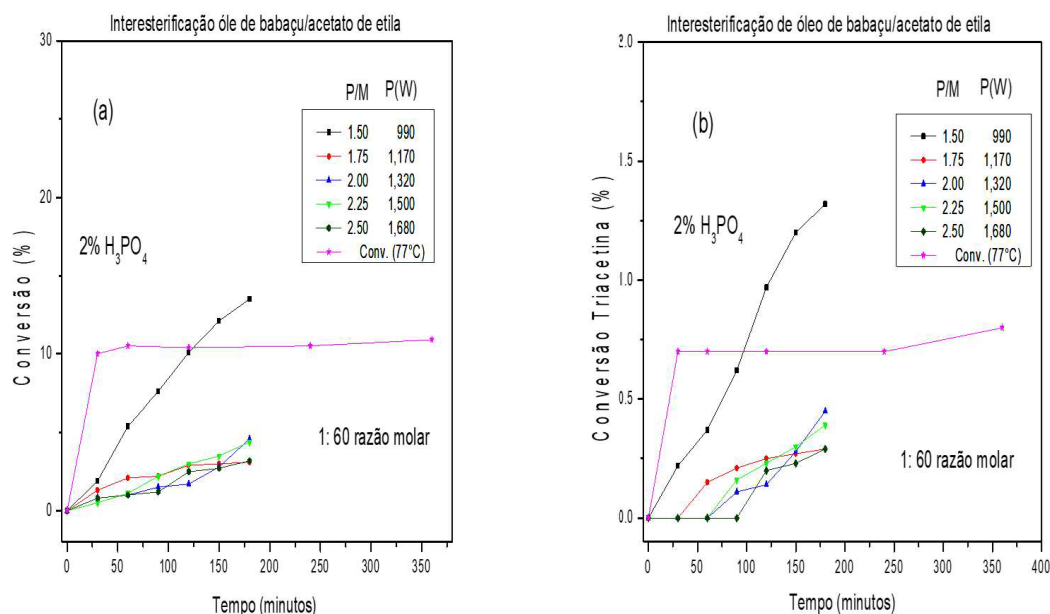 Interesterificação óle de babaçu/acetato de etila
30
20
10
0
Conversão (%)
(a)
P/M P(W)
1.50 990
1.75 1,170
2.00 1,320
2.25 1,500
2.50 1,680
Conv. (77°C)
2% H₃PO₄
1: 60 razão molar
0 50 100 150 200 250 300 350
Tempo (minutos)
Interesterificação de óleo de babaçu/acetato de etila
2.0
1.5
1.0
0.5
0.0
Conversão Triacetina (%)
(b)
P/M P(W)
1.50 990
1.75 1,170
2.00 1,320
2.25 1,500
2.50 1,680
Conv. (77°C)
2% H₃PO₄
1: 60 razão molar
0 50 100 150 200 250 300 350 400
Tempo (minutos)